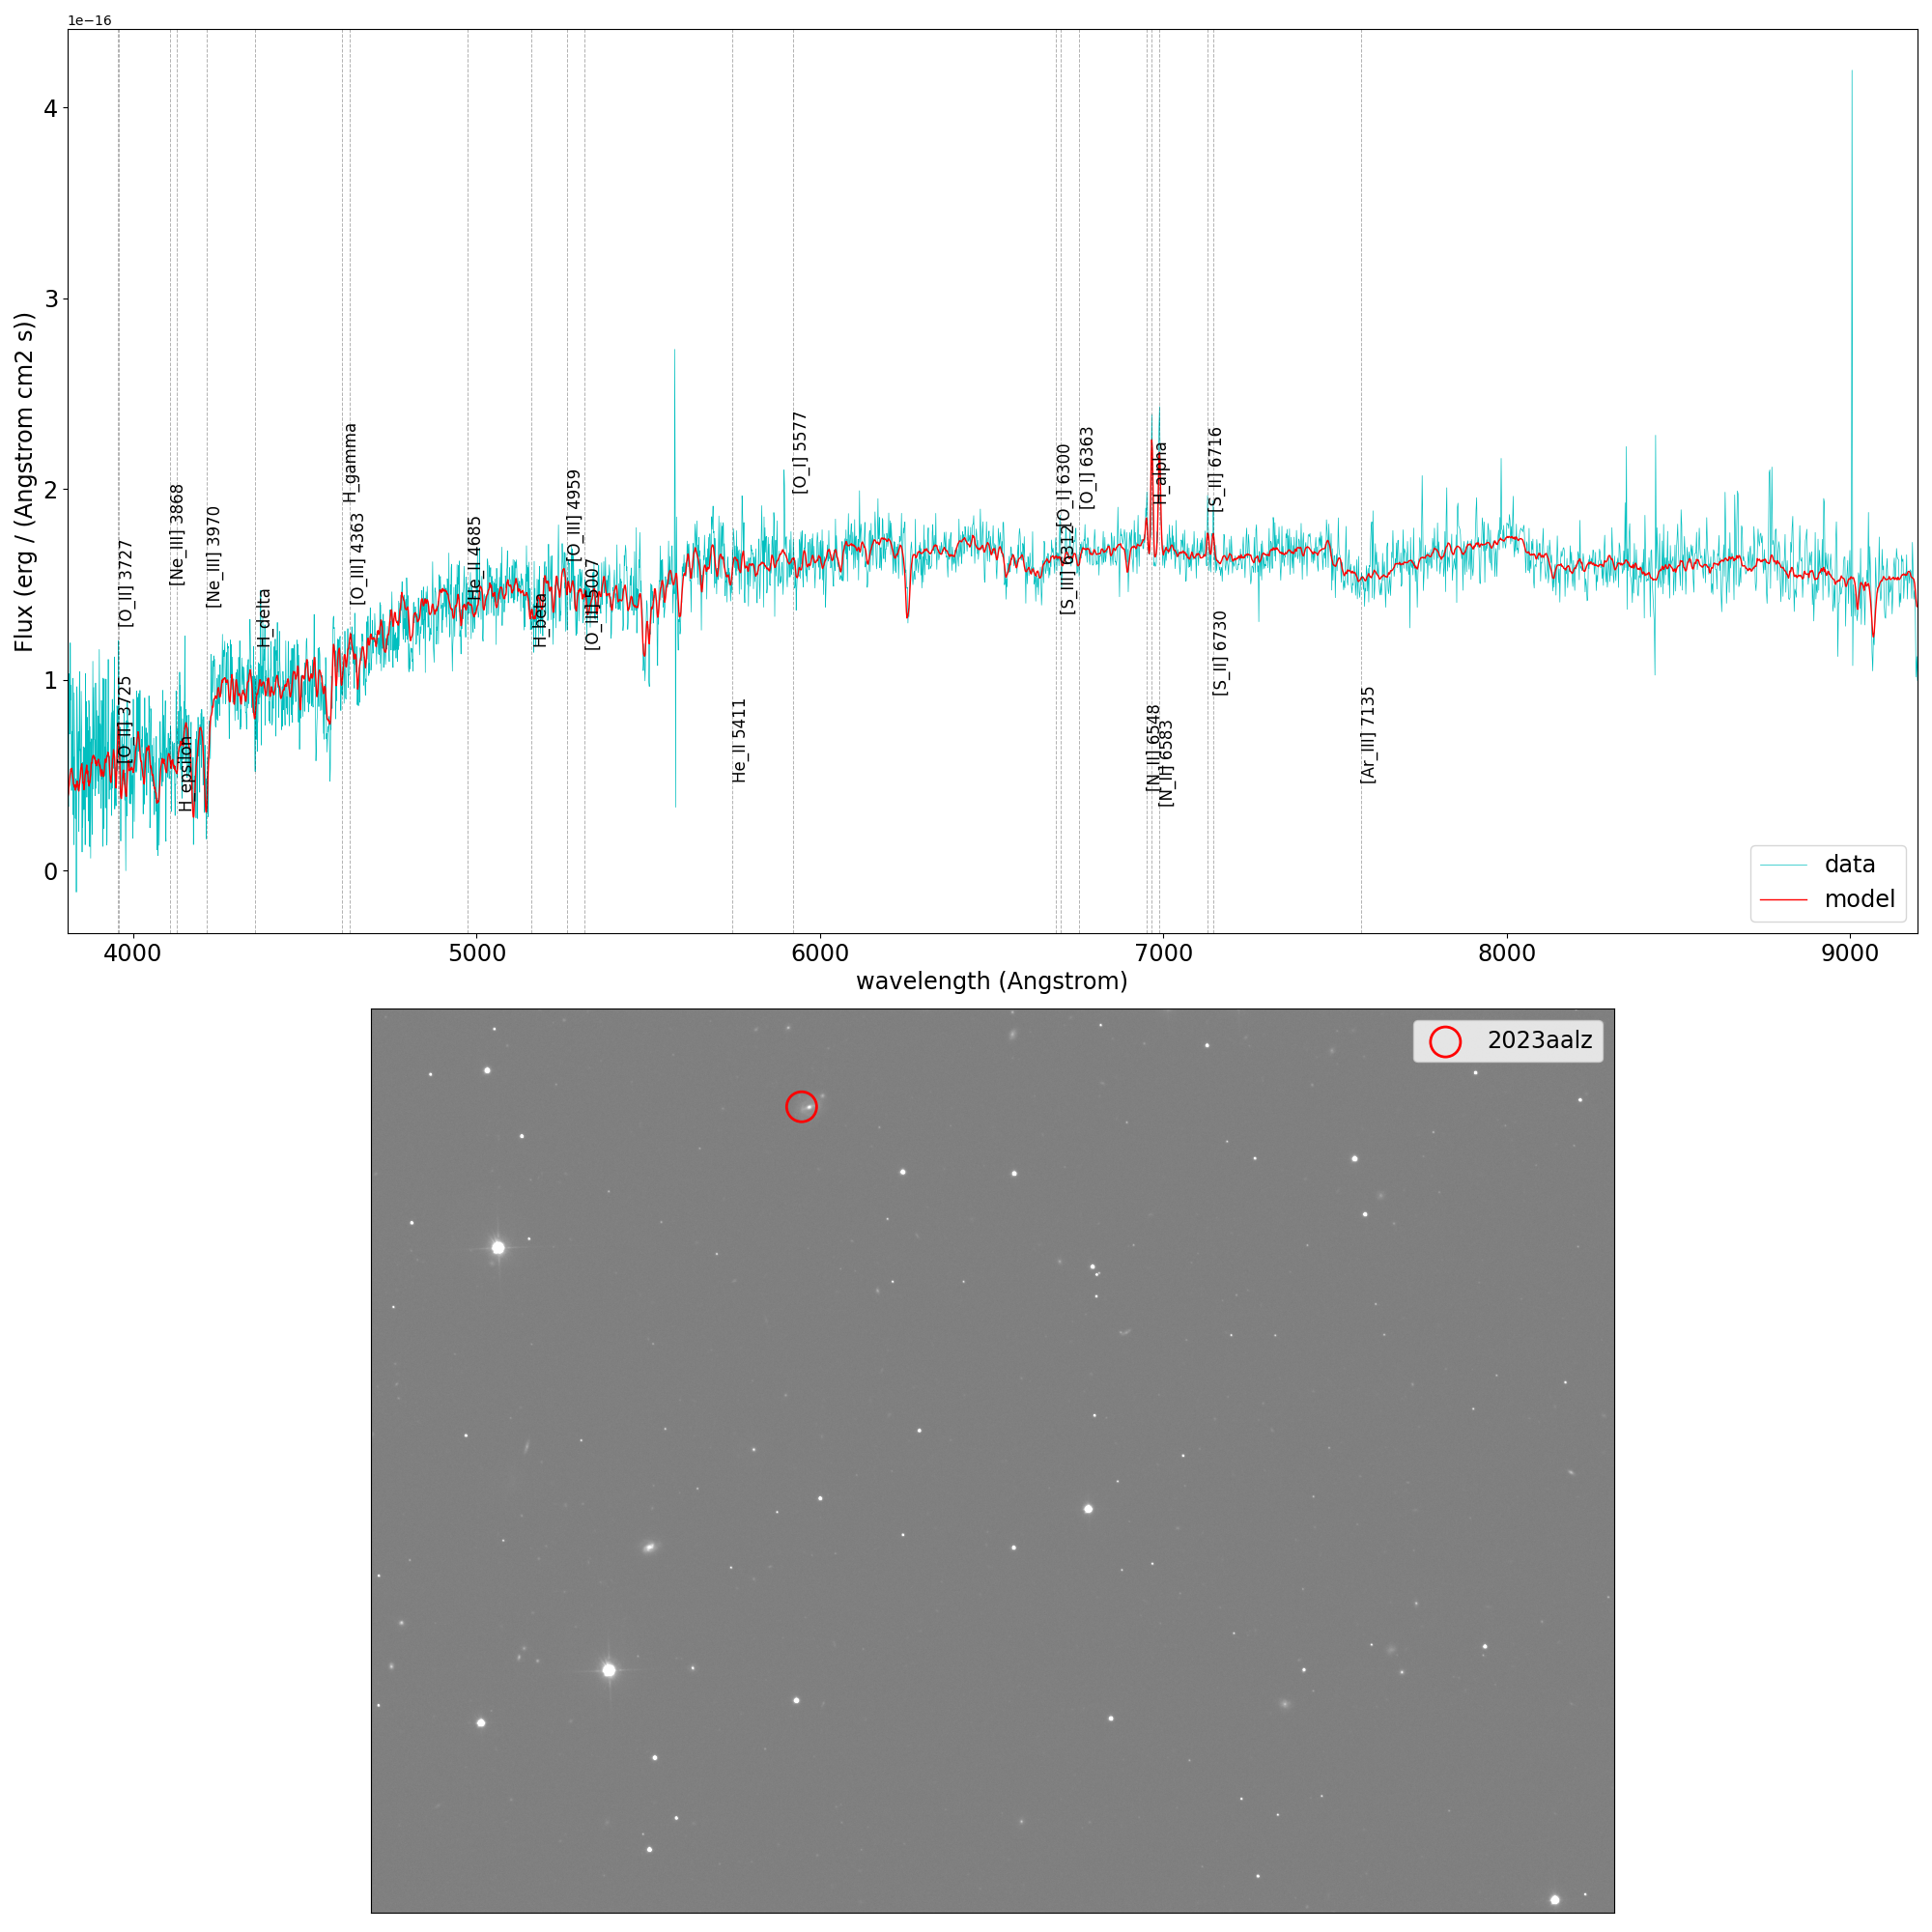 1e−16
Flux (erg / (Angstrom cm2 s))
4
3
2
1
0
[O_II] 3727
[O_II] 3725
[Ne_III] 3868
H_epsilon
[Ne_III] 3970
H_delta
H_gamma
[O_III] 4363
He_II 4685
H_beta
[O_III] 4959
[O_III] 5007
He_II 5411
[O_I] 5577
[O_I] 6300
[S_III] 6312
[O_I] 6363
[N_II] 6548
H_alpha
[N_II] 6583
[S_II] 6716
[S_II] 6730
[Ar_III] 7135
data
model
4000 5000 6000 7000 8000 9000
wavelength (Angstrom)
2023aalz